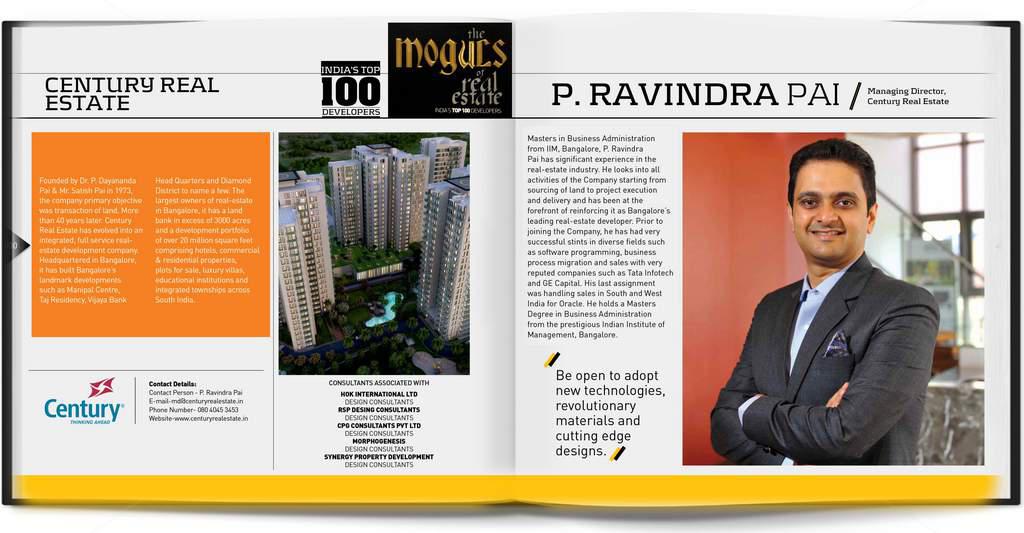 CENTURY REAL
ESTATE
INDIA'S TOP
100
DEVELOPERS
the
moguls
of
real
estate
INDIA'S TOP 100 DEVELOPERS
Founded by Dr. P. Dayananda
Pai & Mr. Satish Pai in 1973,
the company primary objective
was transaction of land. More
than 40 years later, Century
Real Estate has evolved into an
integrated, full service real-
estate development company.
Headquartered in Bangalore,
it has built Bangalore's
landmark developments
such as Manipal Centre,
Taj Residency, Vijaya Bank
Head Quarters and Diamond
District to name a few. The
largest owners of real-estate
in Bangalore, it has a land
bank in excess of 3000 acres
and a development portfolio
of over 20 million square feet
comprising hotels, commercial
& residential properties,
plots for sale, luxury villas,
educational institutions and
integrated townships across
South India.
Century
THINKING AHEAD
Contact Details:
Contact Person - P. Ravindra Pai
E-mail-md@centuryrealestate.in
Phone Number- 080 4045 3453
Website-www.centuryrealestate.in
CONSULTANTS ASSOCIATED WITH
HOK INTERNATIONAL LTD
DESIGN CONSULTANTS
RSP DESING CONSULTANTS
DESIGN CONSULTANTS
CPG CONSULTANTS PVT LTD
DESIGN CONSULTANTS
MORPHOGENESIS
DESIGN CONSULTANTS
SYNERGY PROPERTY DEVELOPMENT
DESIGN CONSULTANTS
P. RAVINDRA PAI / Managing Director,
Century Real Estate
Masters in Business Administration
from IIM, Bangalore, P. Ravindra
Pai has significant experience in the
real-estate industry. He looks into all
activities of the Company starting from
sourcing of land to project execution
and delivery and has been at the
forefront of reinforcing it as Bangalore's
leading real-estate developer. Prior to
joining the Company, he has had very
successful stints in diverse fields such
as software programming, business
process migration and sales with very
reputed companies such as Tata Infotech
and GE Capital. His last assignment
was handling sales in South and West
India for Oracle. He holds a Masters
Degree in Business Administration
from the prestigious Indian Institute of
Management, Bangalore.
Be open to adopt
new technologies,
revolutionary
materials and
cutting edge
designs.